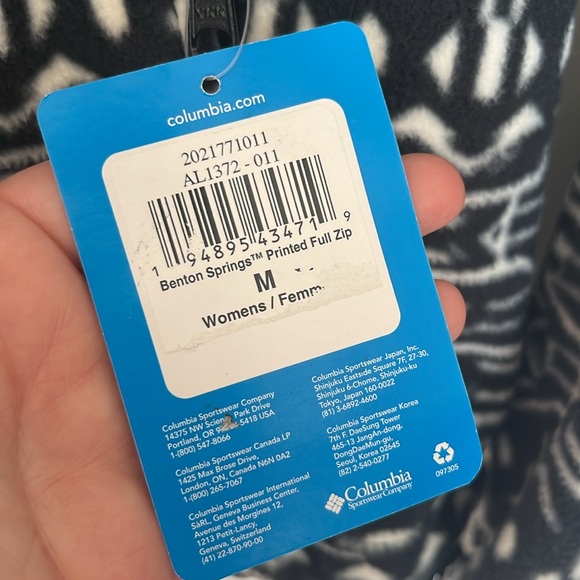 YKK
columbia.com
2021771011
AL1372 - 011
1 94895 43471 9
Benton Springs™ Printed Full Zip
M
Womens / Femm
Columbia Sportswear Company
14375 NW Science Park Drive
Portland, OR 5418 USA
1-(800) 547-8066
Columbia Sportswear Canada LP
1425 Max Brose Drive,
London, ON, Canada N6N 0A2
1-(800) 265-7067
Columbia Sportswear International
SàRL, Geneva Business Center,
Avenue des Morgines 12,
1213 Petit-Lancy,
Geneva, Switzerland
(41) 22-870-90-00
Columbia Sportswear Japan, Inc.
Shinjuku Eastside Square 7F, 27-30,
Shinjuku 6-Chome, Shinjuku-ku
Tokyo, Japan 160-0022
(81) 3-6892-4600
Columbia Sportswear Korea
7th F. DaeSung Tower
465-13 JangAn-dong,
DongDaeMun-gu,
Seoul, Korea 02645
(82) 2-540-0277
Columbia
Sportswear Company
097305